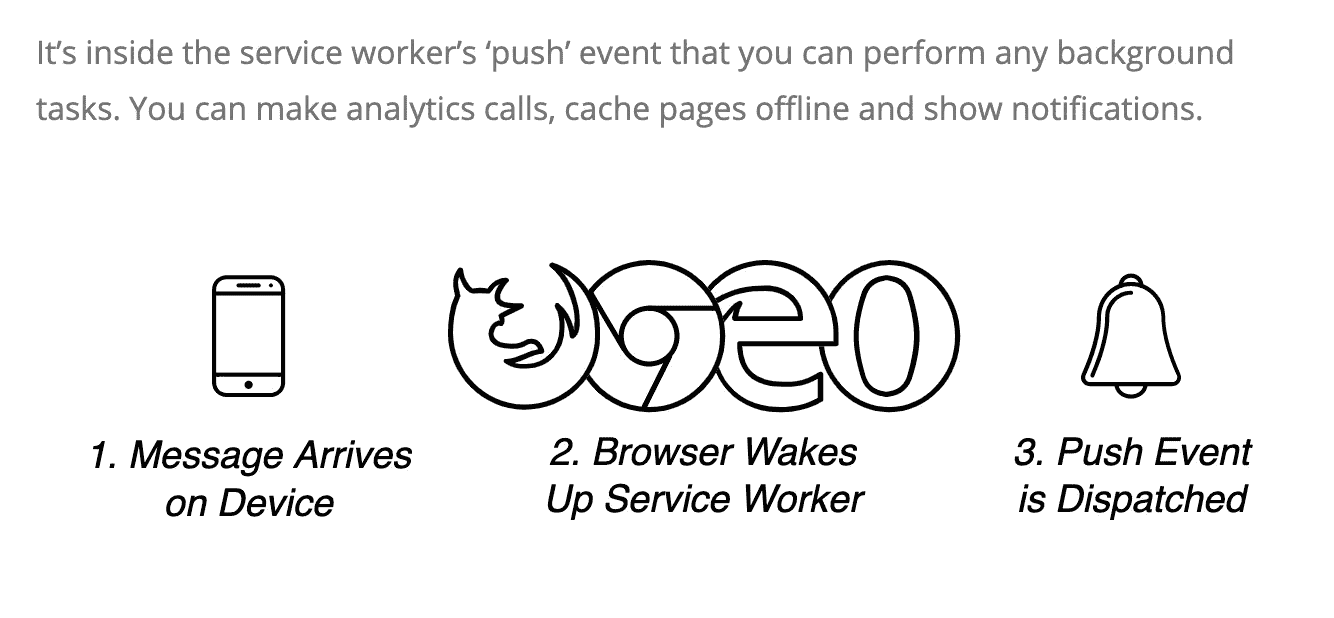 It’s inside the service worker’s ‘push’ event that you can perform any background
tasks. You can make analytics calls, cache pages offline and show notifications.
1. Message Arrives
on Device
2. Browser Wakes
Up Service Worker
3. Push Event
is Dispatched